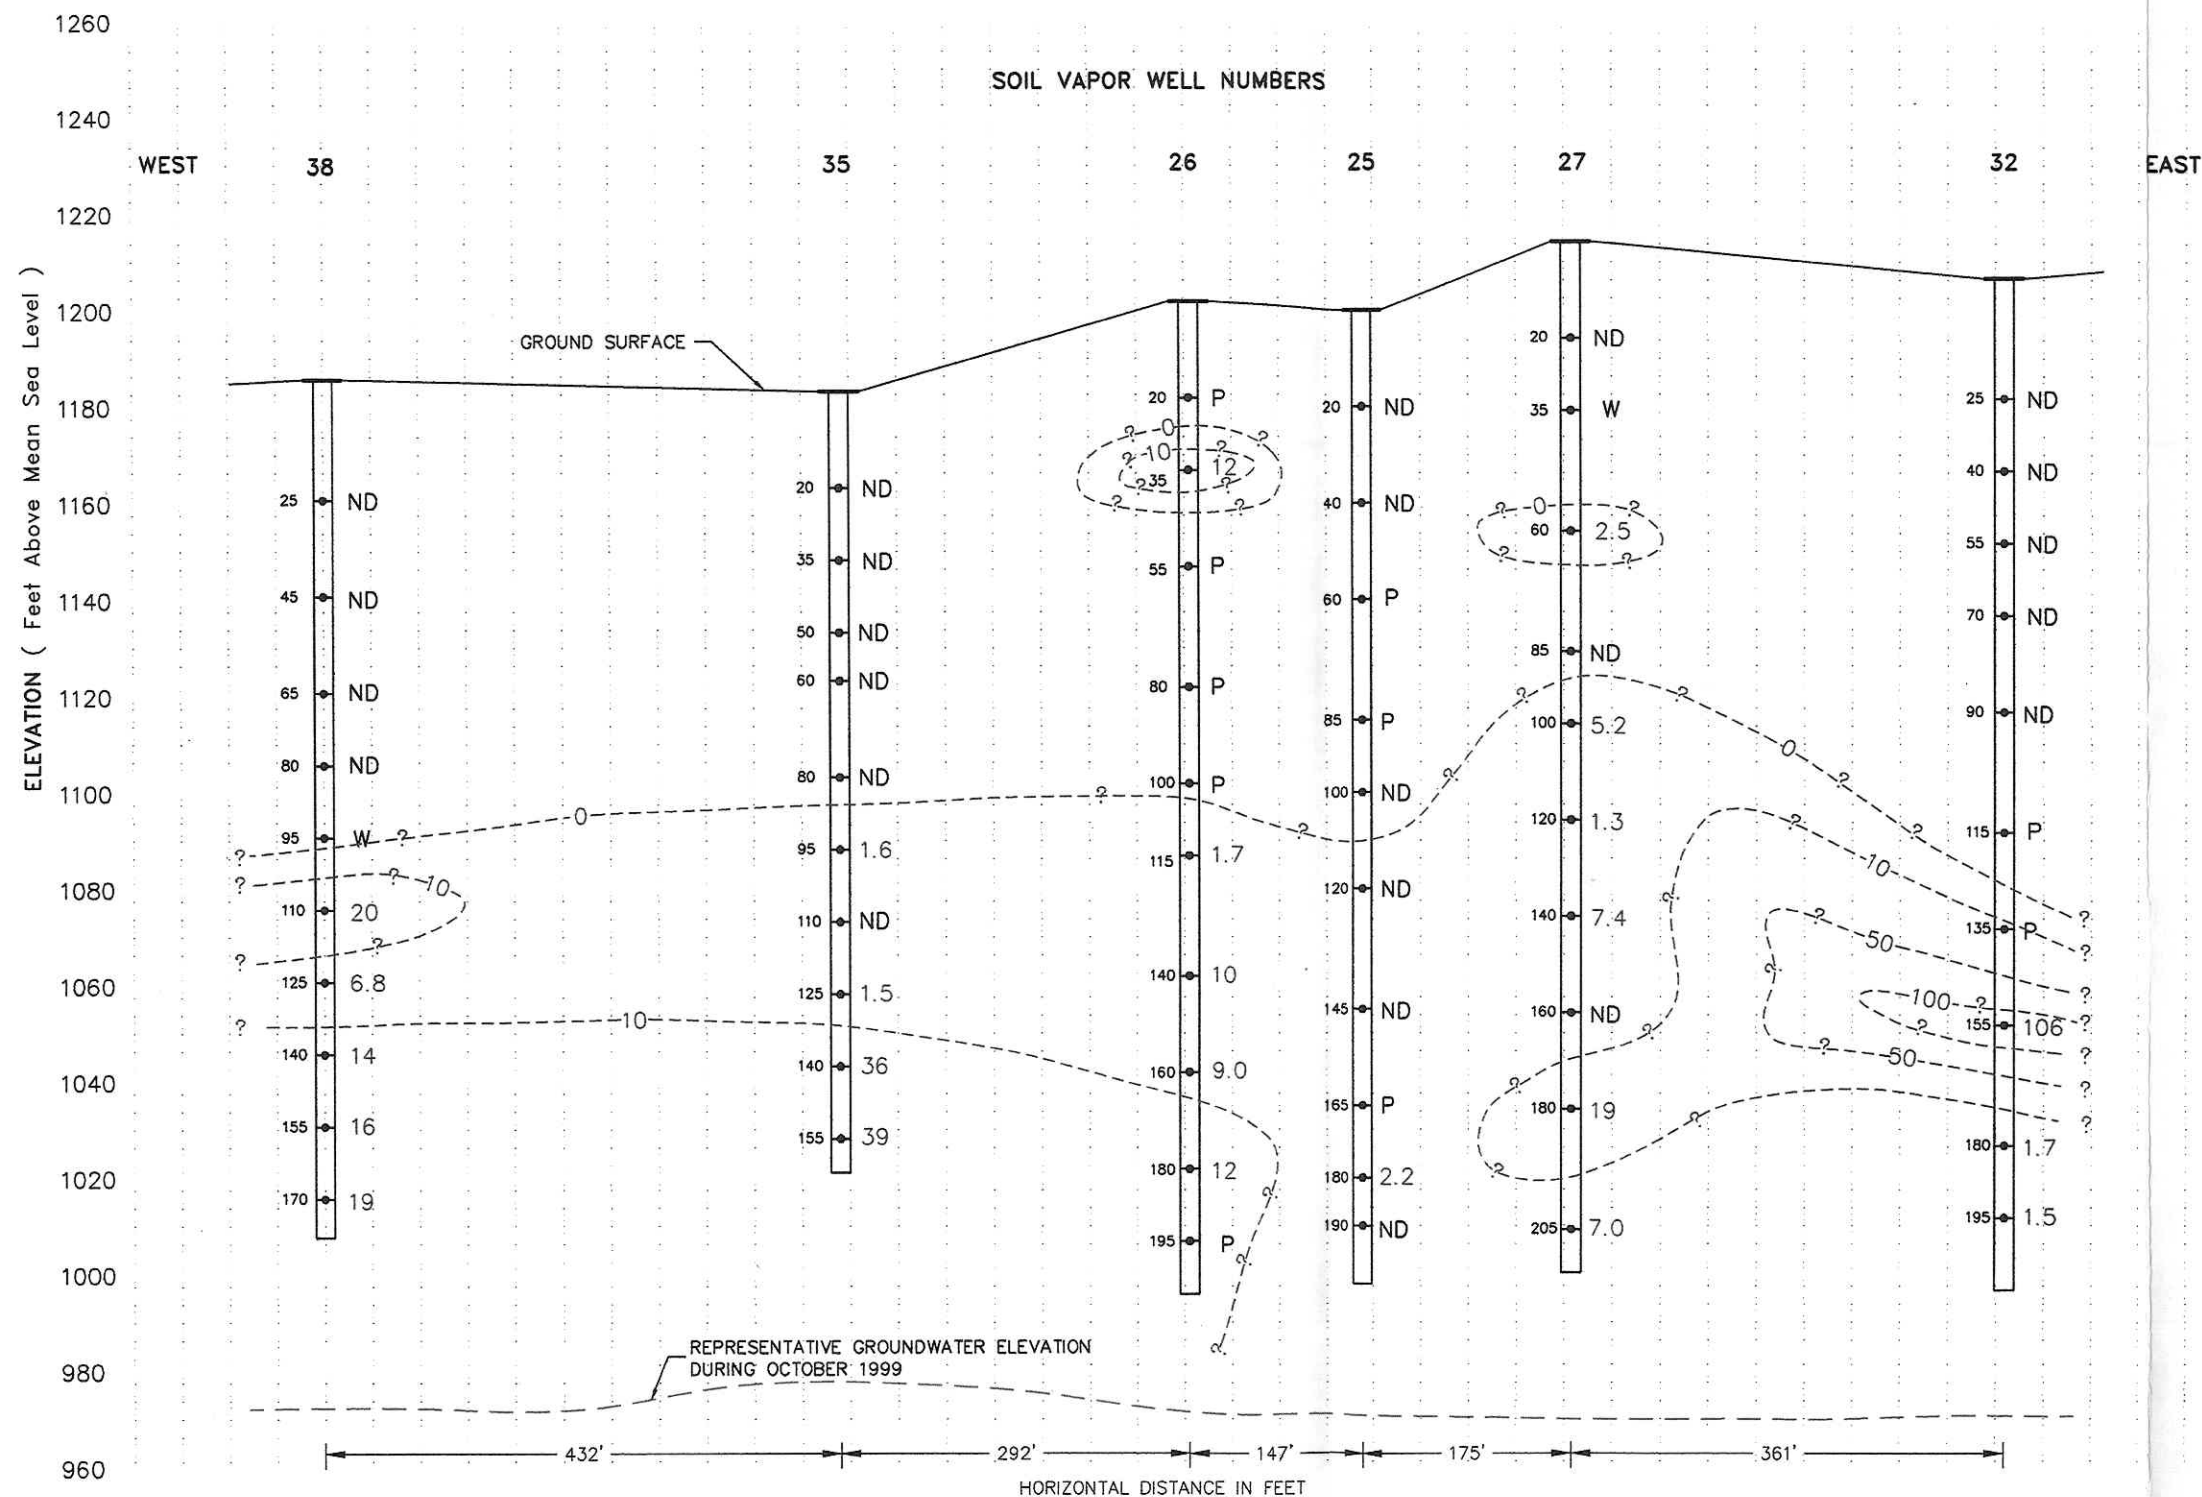 SOIL VAPOR WELL NUMBERS
WEST 38 35 26 25 27 32 EAST
ELEVATION ( Feet Above Mean Sea Level )
1260
1240
1220
1200
1180
1160
1140
1120
1100
1080
1060
1040
1020
1000
980
960
GROUND SURFACE
25 ND
45 ND
65 ND
80 ND
95 W
110 20
125 6.8
140 14
155 16
170 19
20 ND
35 ND
50 ND
60 ND
80 ND
95 1.6
110 ND
125 1.5
140 36
155 39
20 P
35 12
55 P
80 P
100 P
115 1.7
140 10
160 9.0
180 12
195 P
20 ND
40 ND
60 P
85 P
100 ND
120 ND
145 ND
165 P
180 2.2
190 ND
20 ND
35 W
60 2.5
85 ND
100 5.2
120 1.3
140 7.4
160 ND
180 19
205 7.0
25 ND
40 ND
55 ND
70 ND
90 ND
115 P
135 P
155 106
180 1.7
195 1.5
? 0 ?
? 10 ?
? ?
? 10
? 0 ?
? 10 ?
? ?
? ?
? 0 ?
? ?
0
?
?
?
?
?
?
0
?
?
?
?
10
?
?
?
?
?
?
?
50
?
?
?
50
?
100 ?
?
?
?
?
?
?
?
REPRESENTATIVE GROUNDWATER ELEVATION
DURING OCTOBER 1999
432' 292' 147' 175' 361'
HORIZONTAL DISTANCE IN FEET